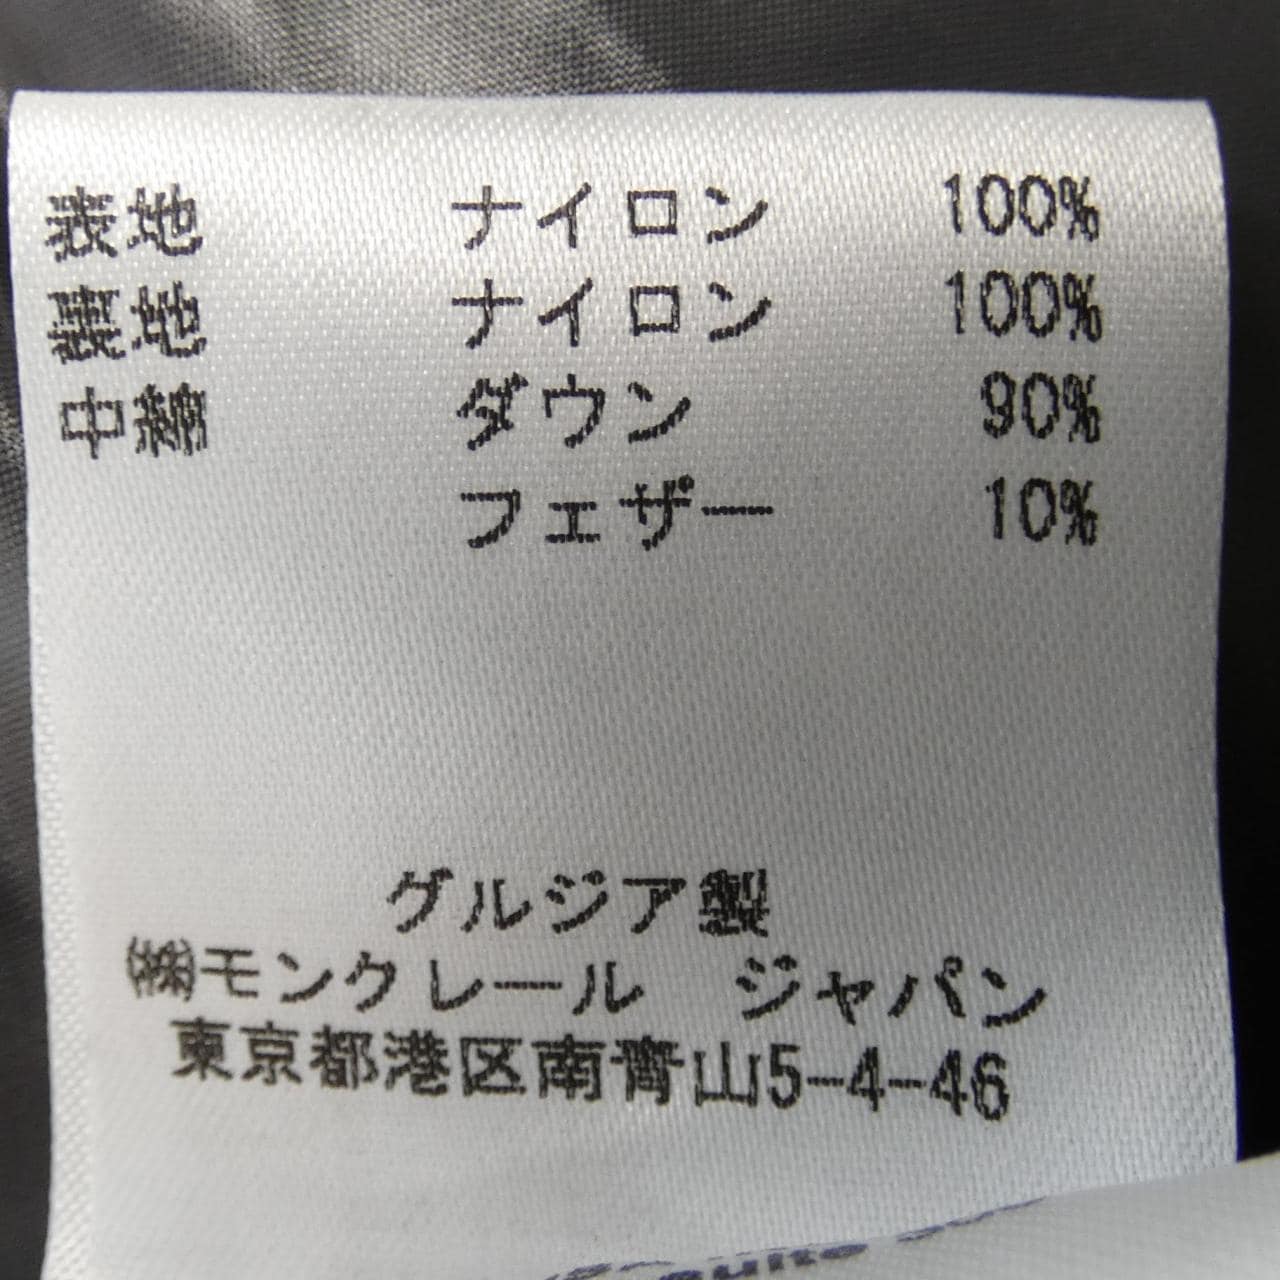 表地 ナイロン 100%
裏地 ナイロン 100%
中綿 ダウン 90%
フェザー 10%
グルジア製
㈱モンクレール ジャパン
東京都港区南青山5-4-46